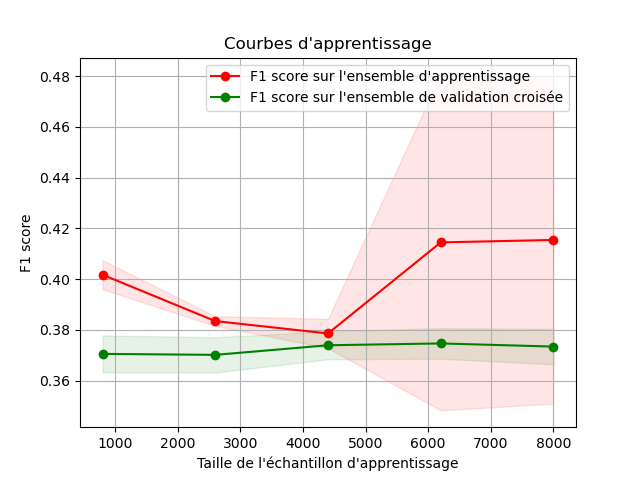 Courbes d'apprentissage
F1 score sur l'ensemble d'apprentissage
F1 score sur l'ensemble de validation croisée
0.48
0.46
0.44
0.42
0.40
0.38
0.36
F1 score
1000 2000 3000 4000 5000 6000 7000 8000
Taille de l'échantillon d'apprentissage